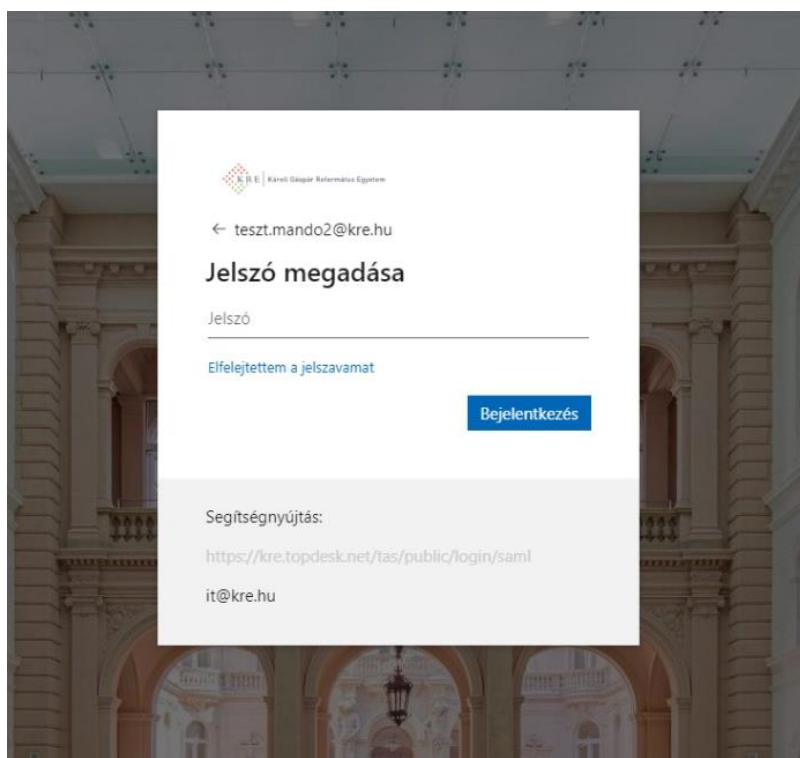 KRE Károli Gáspár Református Egyetem
← teszt.mando2@kre.hu
Jelszó megadása
Jelszó
Elfelejtettem a jelszavamat
Bejelentkezés
Segítségnyújtás:
https://kre.topdesk.net/tas/public/login/saml
it@kre.hu